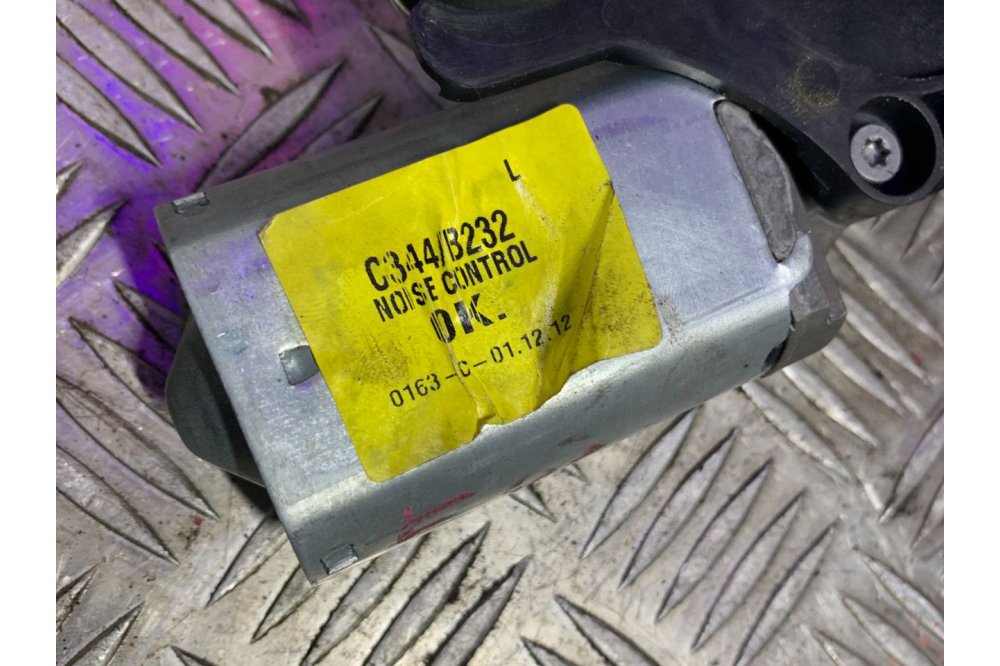 L
C344/B232
NOISE CONTROL
OK.
0163-C-01.12.12